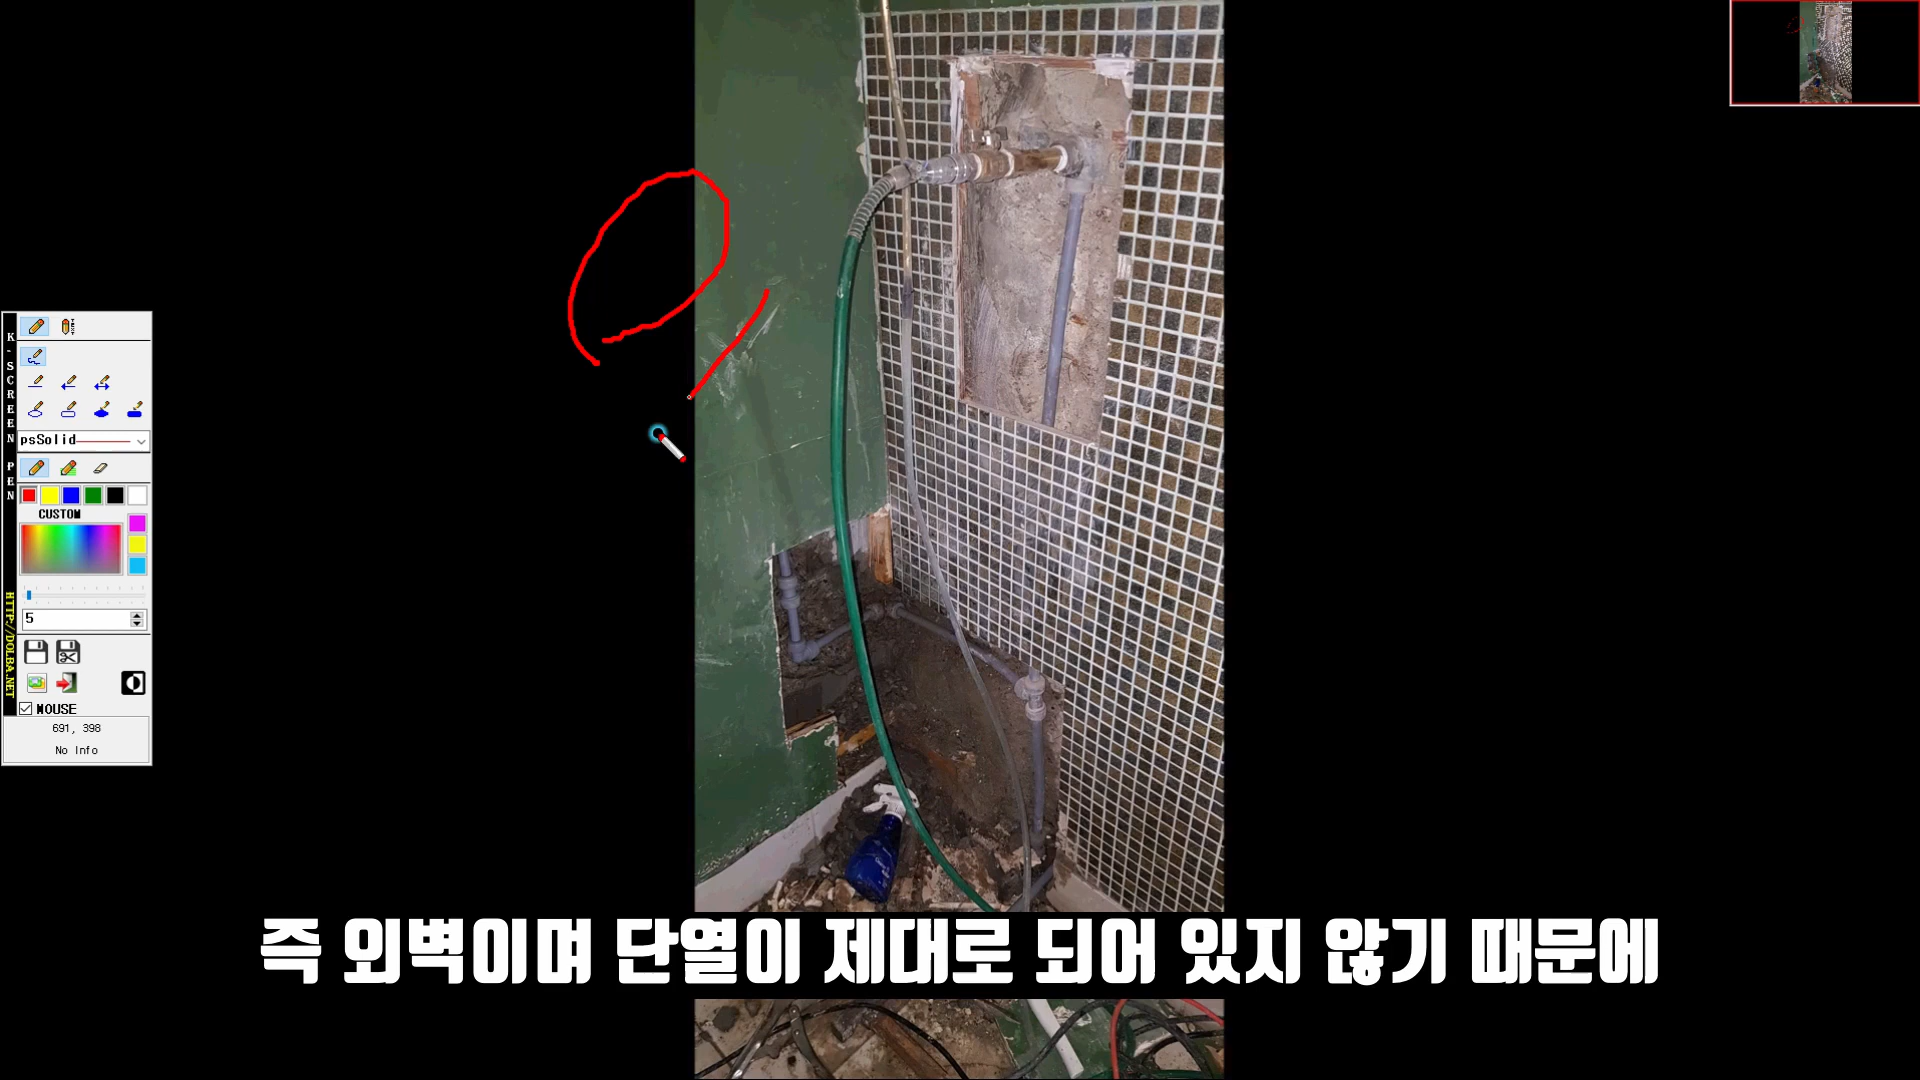 K-SCREEN PEN
HTTP://DOLBA.NET
psSolid
CUSTOM
5
MOUSE
691, 398
No Info
즉 외벽이며 단열이 제대로 되어 있지 않기 때문에